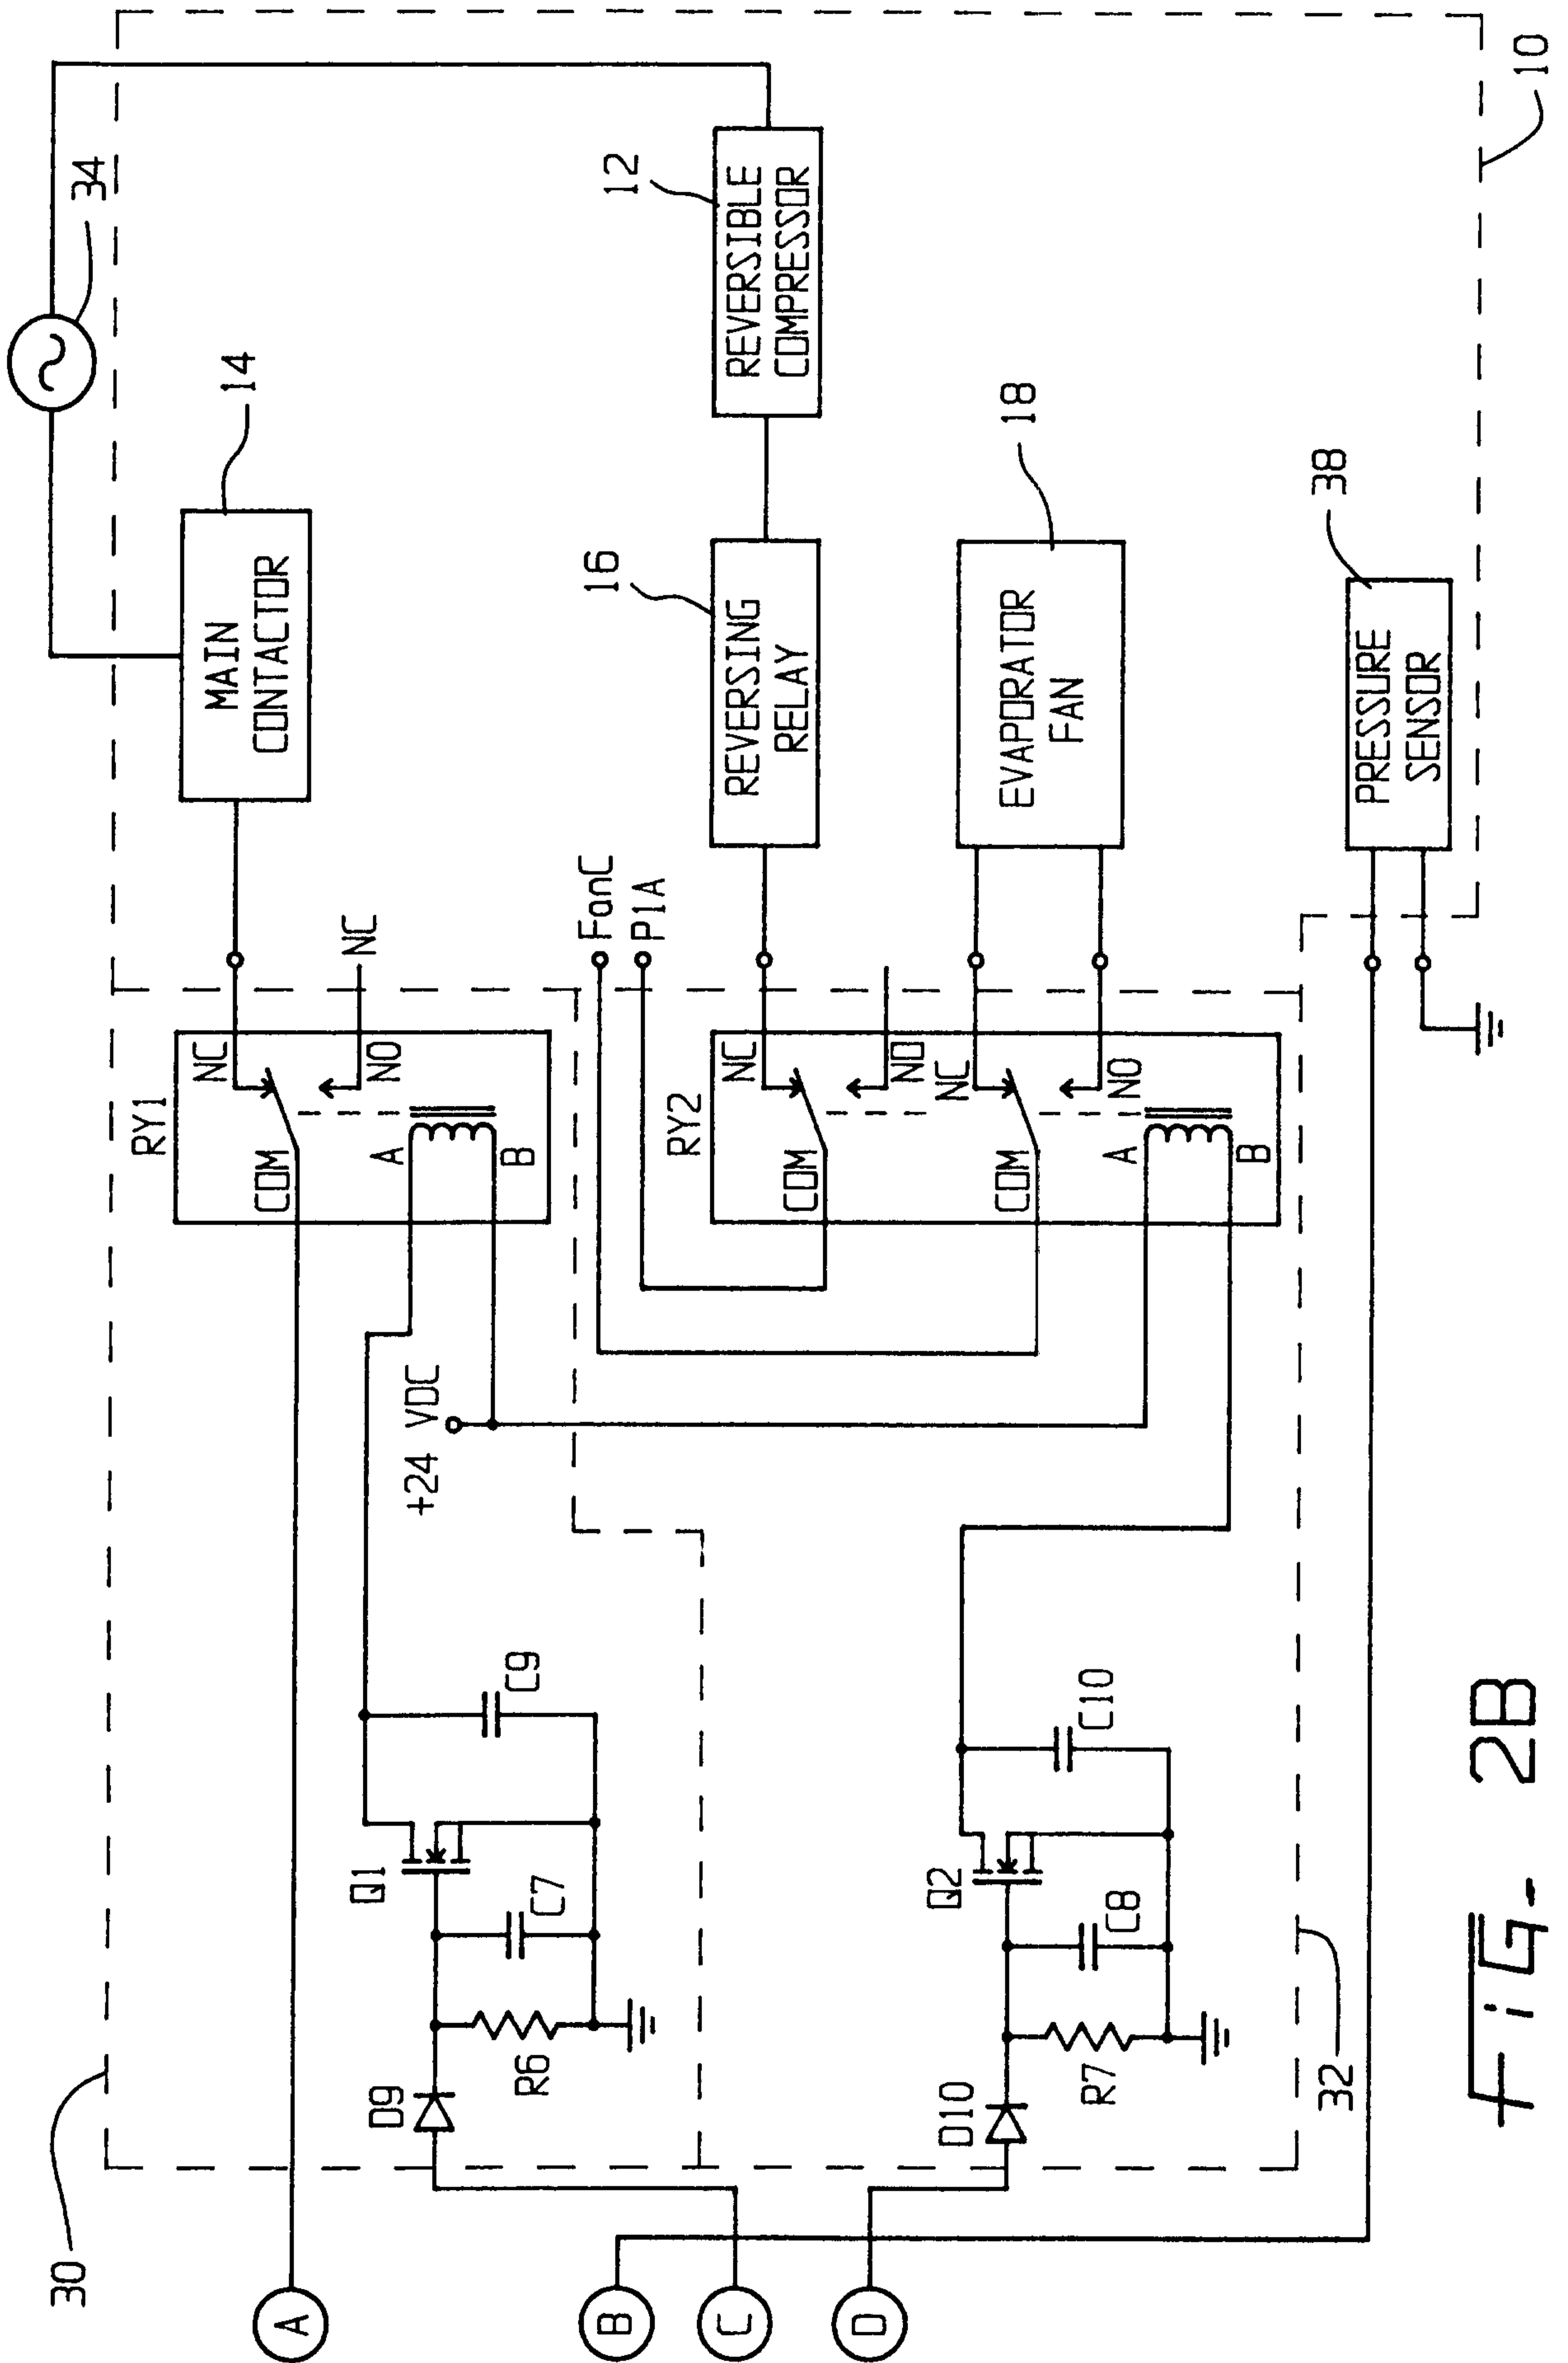 34
14
MAIN
CONTACTOR
12
REVERSIBLE
COMPRESSOR
16
REVERSING
RELAY
18
EVAPORATOR
FAN
38
PRESSURE
SENSOR
10
NC
FanC
P1A
RY1
NC
NO
COM
A
B
RY2
NC
NO
COM
NC
NO
COM
A
B
+24 VDC
C9
Q1
C7
R6
D9
30
C10
Q2
C8
R7
D10
32
A
B
C
D
FIG. 2B